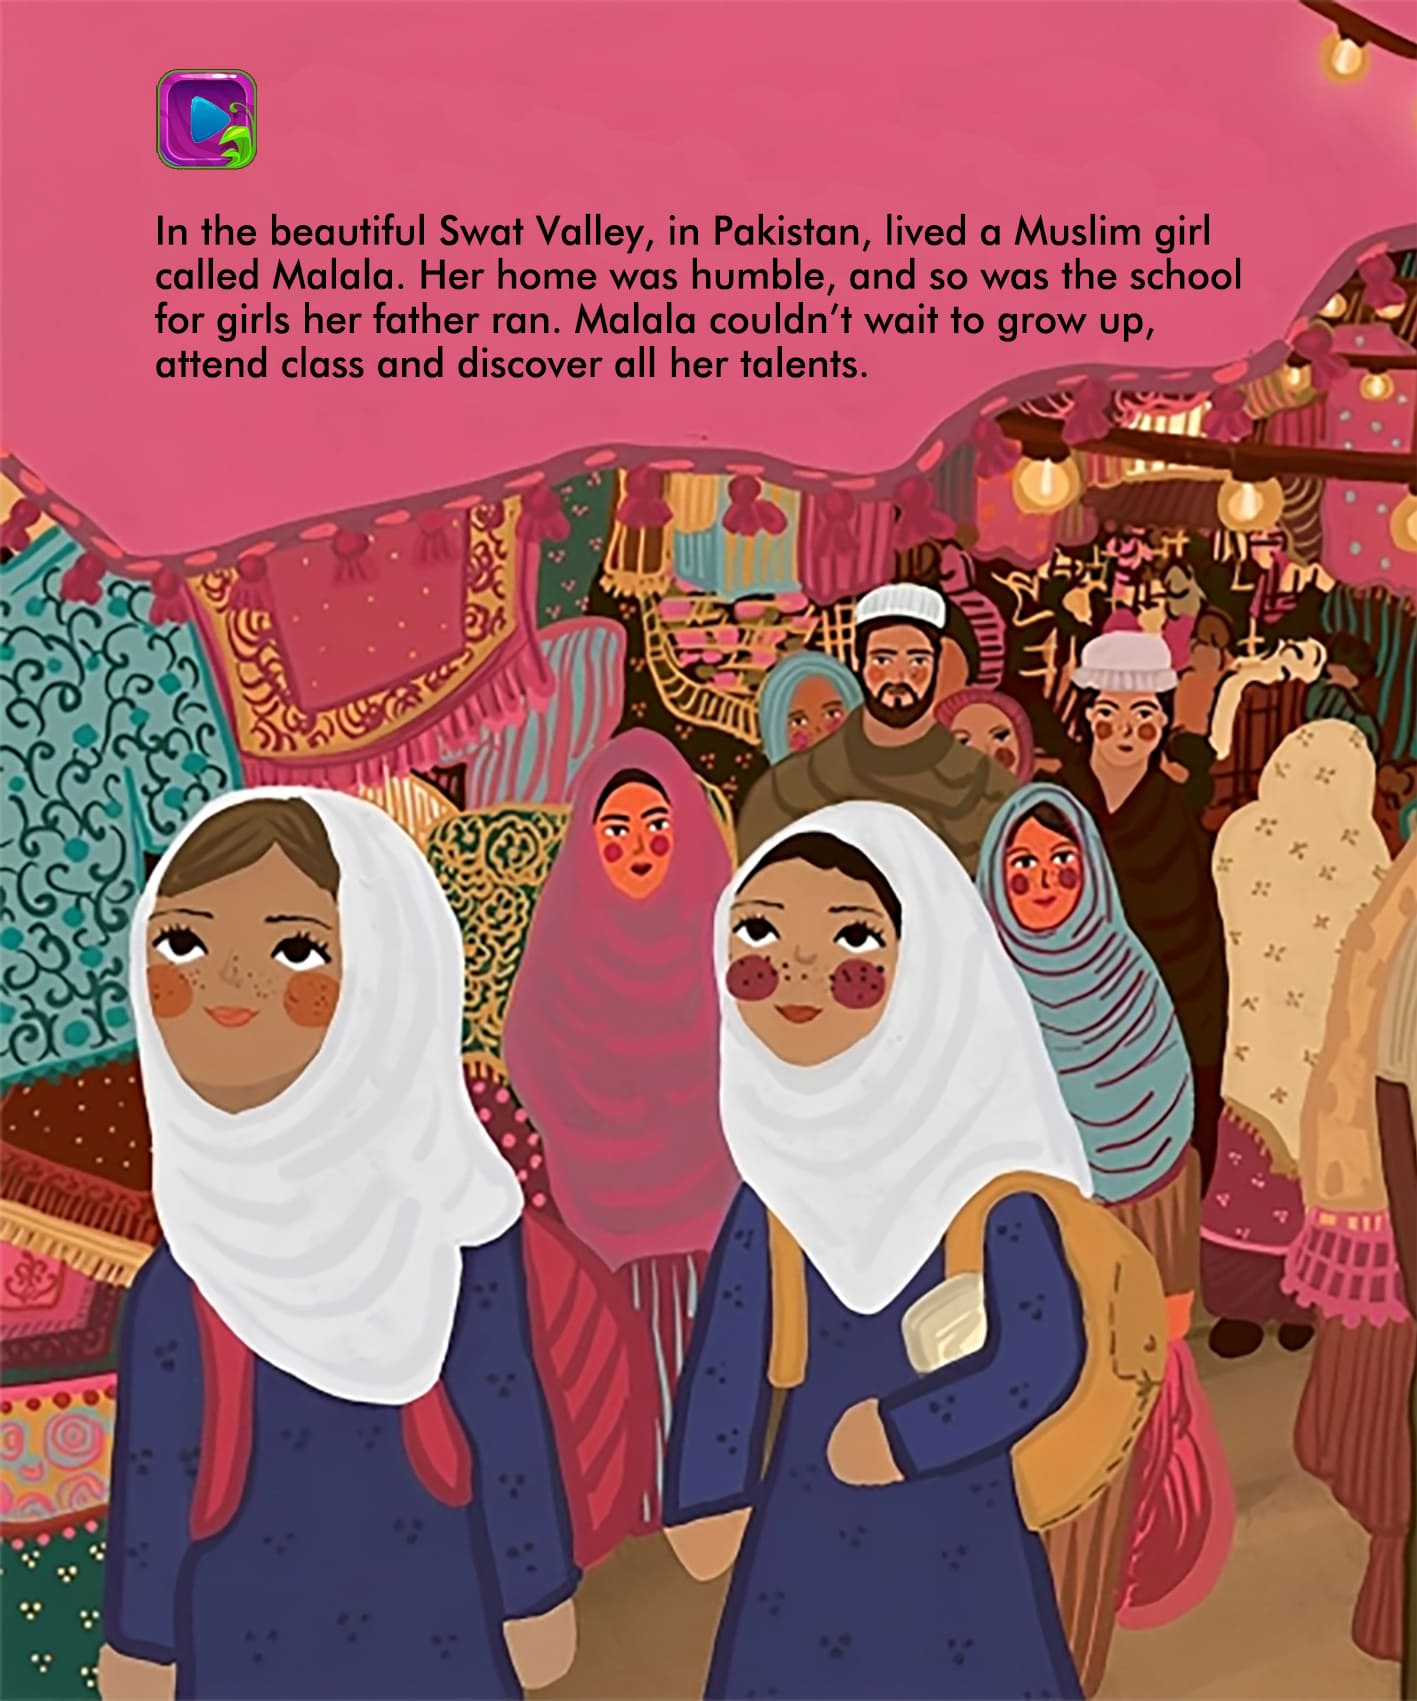 In the beautiful Swat Valley, in Pakistan, lived a Muslim girl
called Malala. Her home was humble, and so was the school
for girls her father ran. Malala couldn’t wait to grow up,
attend class and discover all her talents.